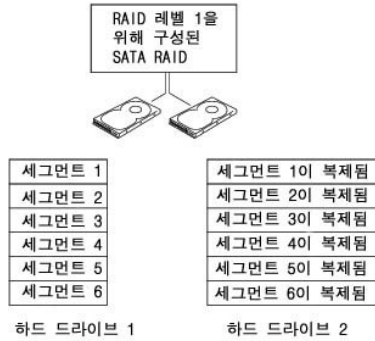 RAID 레벨 1을
위해 구성된
SATA RAID
세그먼트 1
세그먼트 2
세그먼트 3
세그먼트 4
세그먼트 5
세그먼트 6
하드 드라이브 1
세그먼트 1이 복제됨
세그먼트 2이 복제됨
세그먼트 3이 복제됨
세그먼트 4이 복제됨
세그먼트 5이 복제됨
세그먼트 6이 복제됨
하드 드라이브 2